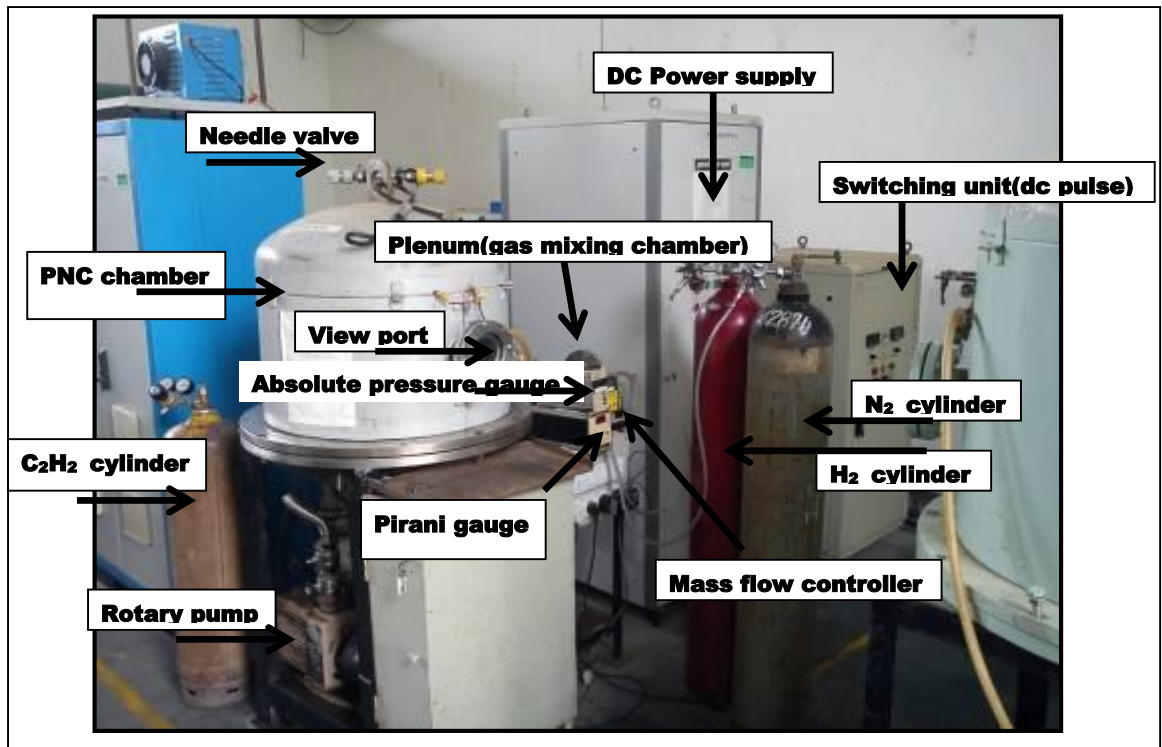 DC Power supply
Needle valve
Switching unit(dc pulse)
Plenum(gas mixing chamber)
PNC chamber
View port
Absolute pressure gauge
N₂ cylinder
C₂H₂ cylinder
H₂ cylinder
Pirani gauge
Mass flow controller
Rotary pump